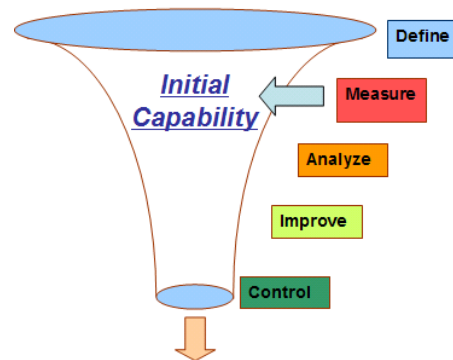 Define
Initial
Capability
Measure
Analyze
Improve
Control